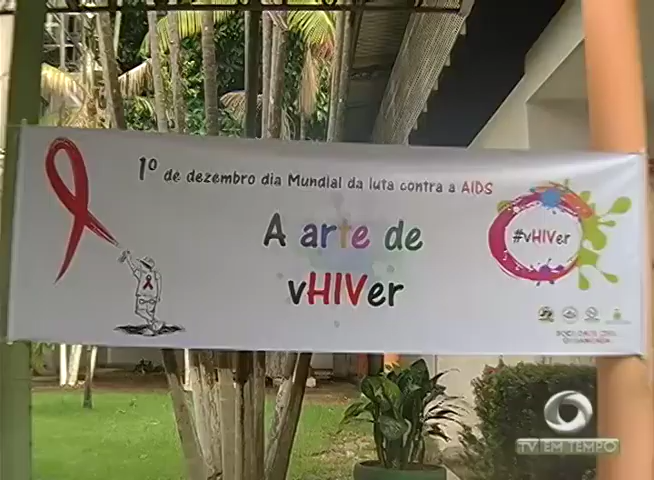 1º de dezembro dia Mundial da luta contra a AIDS
A arte de
vHIVer
#vHIVer
TV EM TEMPO